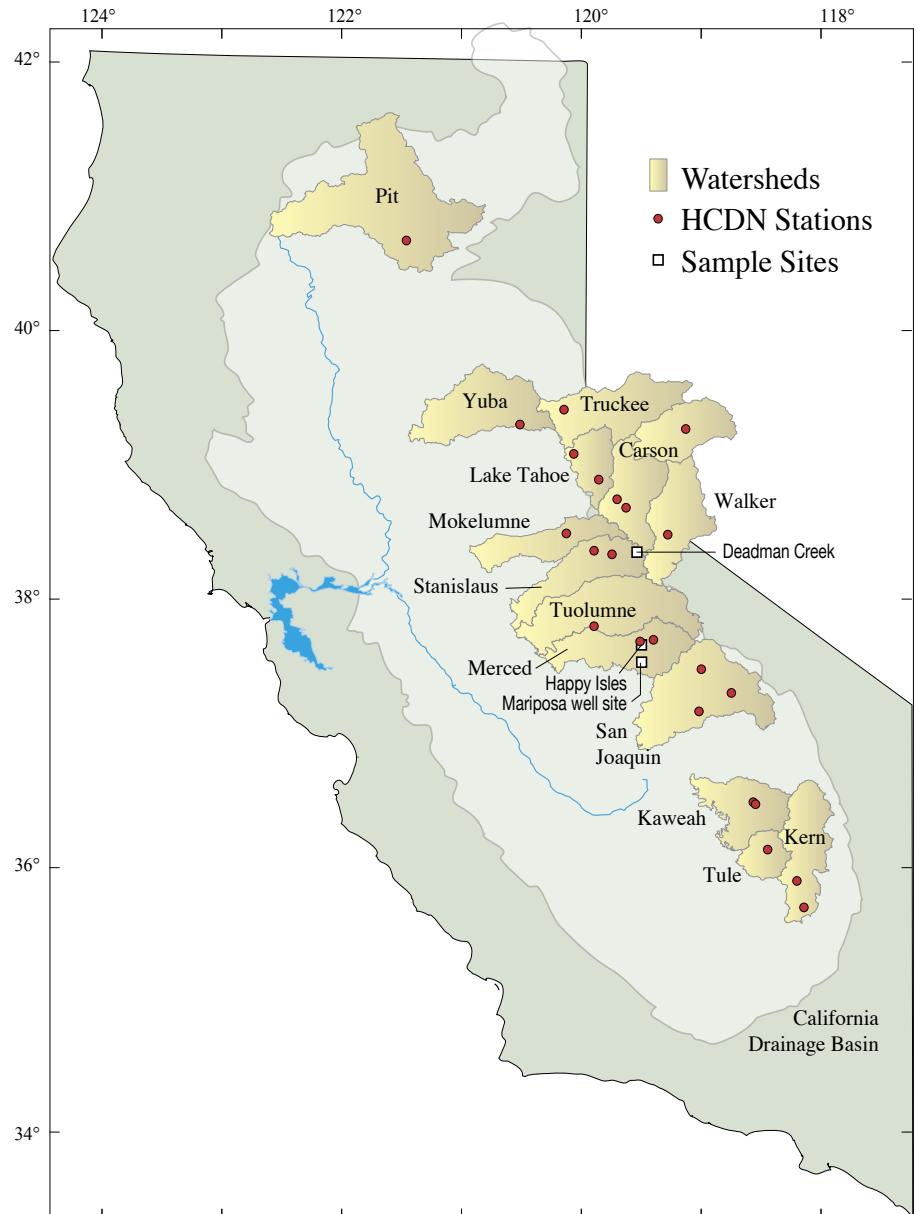 124°
122°
120°
118°
42°
Pit
Watersheds
HCDN Stations
Sample Sites
40°
Yuba
Truckee
Carson
Lake Tahoe
Walker
Mokelumne
Deadman Creek
Stanislaus
38°
Tuolumne
Merced
Happy Isles
Mariposa well site
San
Joaquin
Kaweah
Kern
36°
Tule
California
Drainage Basin
34°